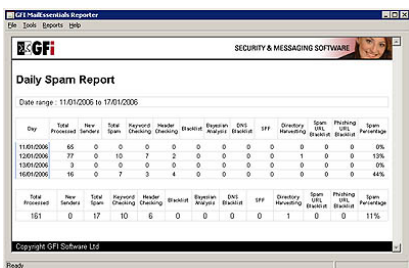 GFI MailEssentials Reporter
File Tools Reports Help
GFi SECURITY & MESSAGING SOFTWARE
Daily Spam Report
Date range : 11/01/2006 to 17/01/2006
Day Total Processed New Senders Total Spam Keyword Checking Header Checking Blacklist Bayesian Analysis DNS Blacklist SPF Directory Harvesting Spam URL Blacklist Phishing URL Blacklist Spam Percentage
11/01/2006 65 0 0 0 0 0 0 0 0 0 0 0 0%
12/01/2006 77 0 10 7 2 0 0 0 0 1 0 0 13%
13/01/2006 3 0 0 0 0 0 0 0 0 0 0 0 0%
16/01/2006 16 0 7 3 4 0 0 0 0 0 0 0 44%
Total Processed New Senders Total Spam Keyword Checking Header Checking Blacklist Bayesian Analysis DNS Blacklist SPF Directory Harvesting Spam URL Blacklist Phishing URL Blacklist Spam Percentage
161 0 17 10 6 0 0 0 0 1 0 0 11%
Copyright GFI Software Ltd
Ready